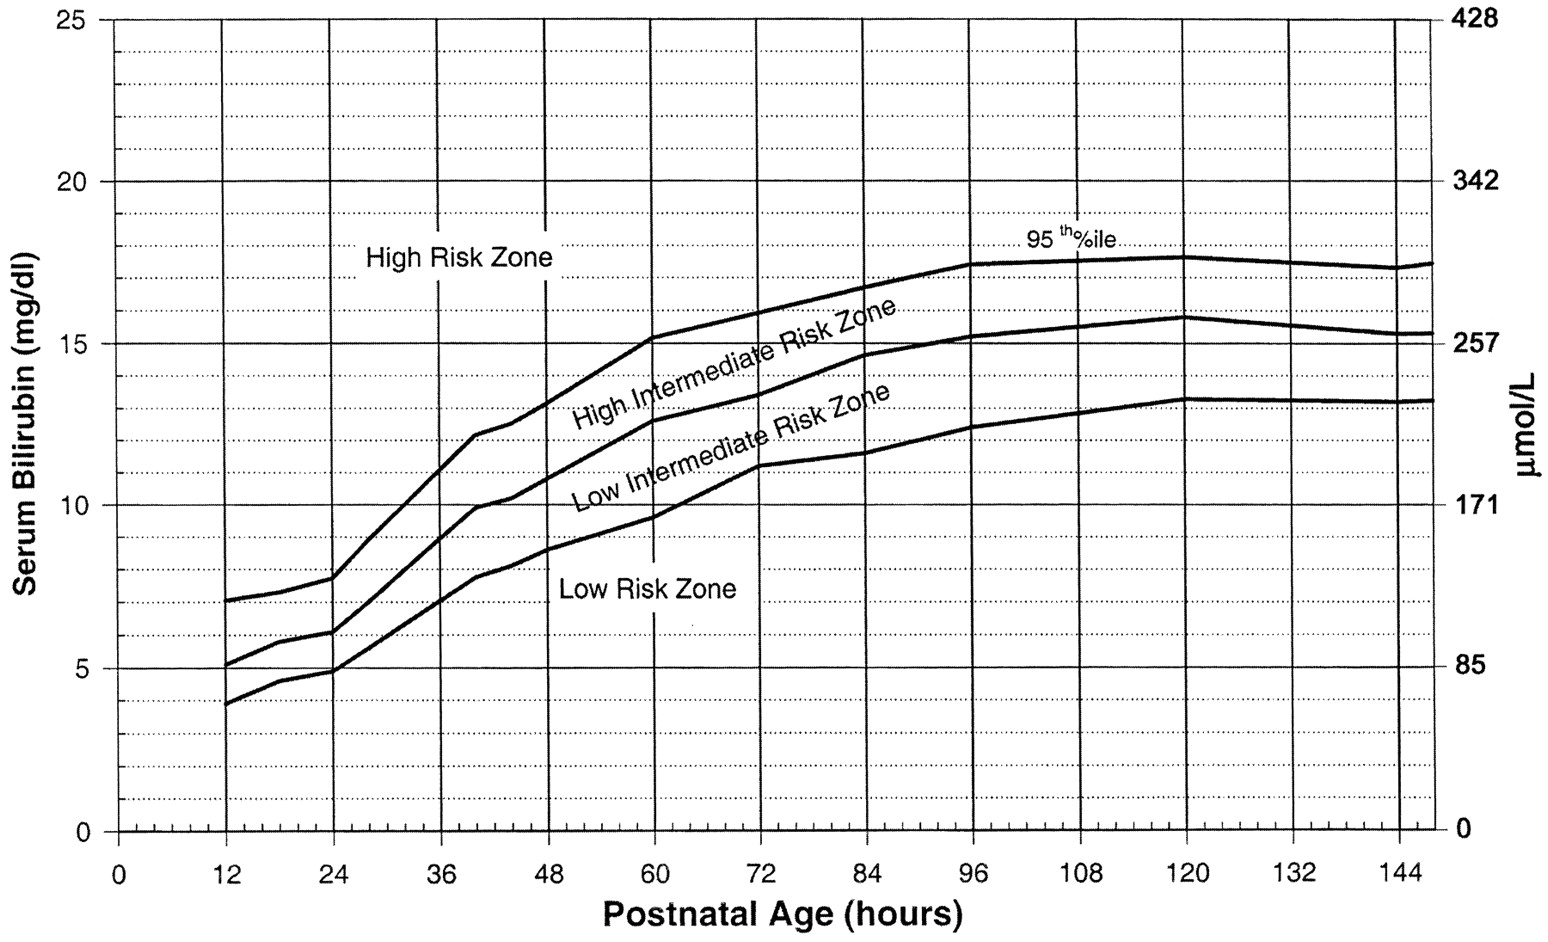 25
20
15
10
5
0
Serum Bilirubin (mg/dl)
428
342
257
171
85
0
µmol/L
High Risk Zone
95 th%ile
High Intermediate Risk Zone
Low Intermediate Risk Zone
Low Risk Zone
0 12 24 36 48 60 72 84 96 108 120 132 144
Postnatal Age (hours)